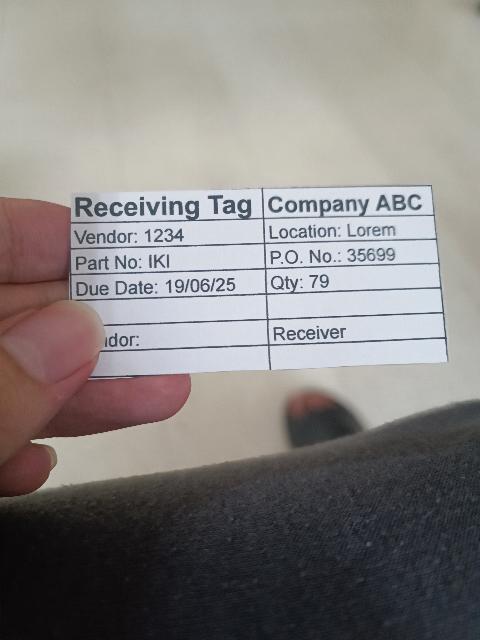 Receiving Tag Company ABC
Vendor: 1234 Location: Lorem
Part No: IKI P.O. No.: 35699
Due Date: 19/06/25 Qty: 79
ndor: Receiver